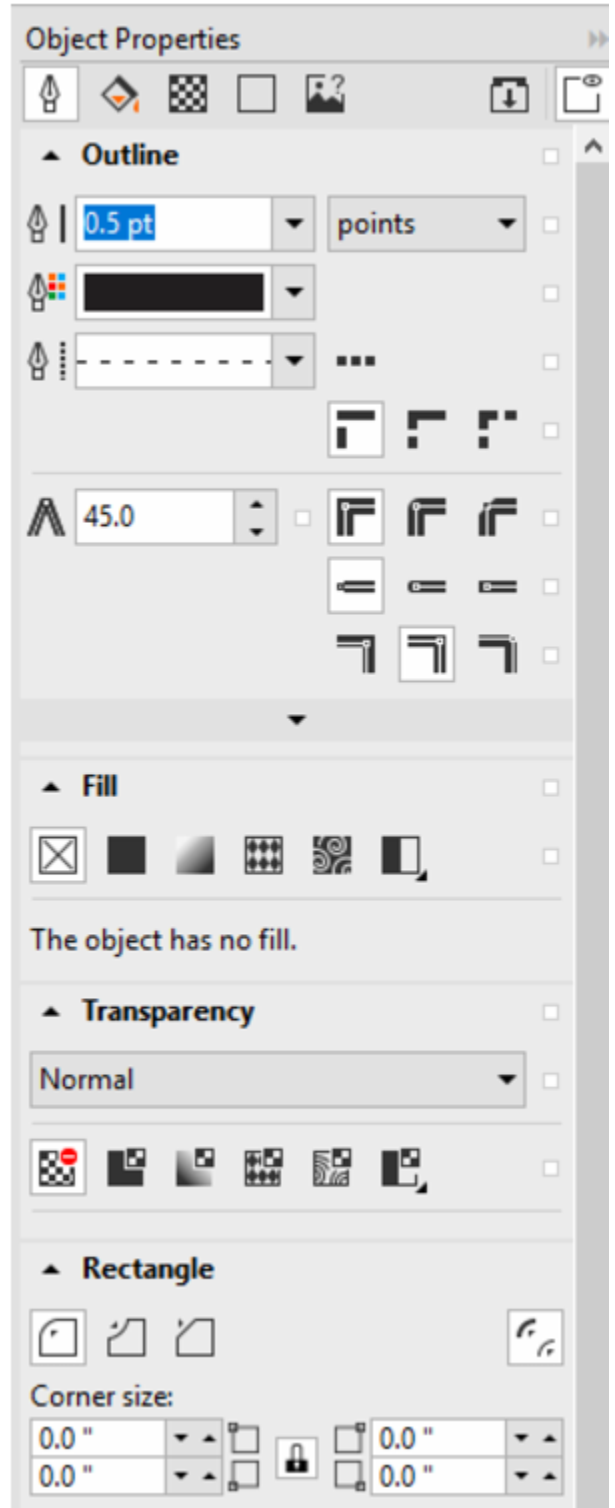 Object Properties
Outline
0.5 pt
points
45.0
Fill
The object has no fill.
Transparency
Normal
Rectangle
Corner size:
0.0 " 0.0 "
0.0 " 0.0 "